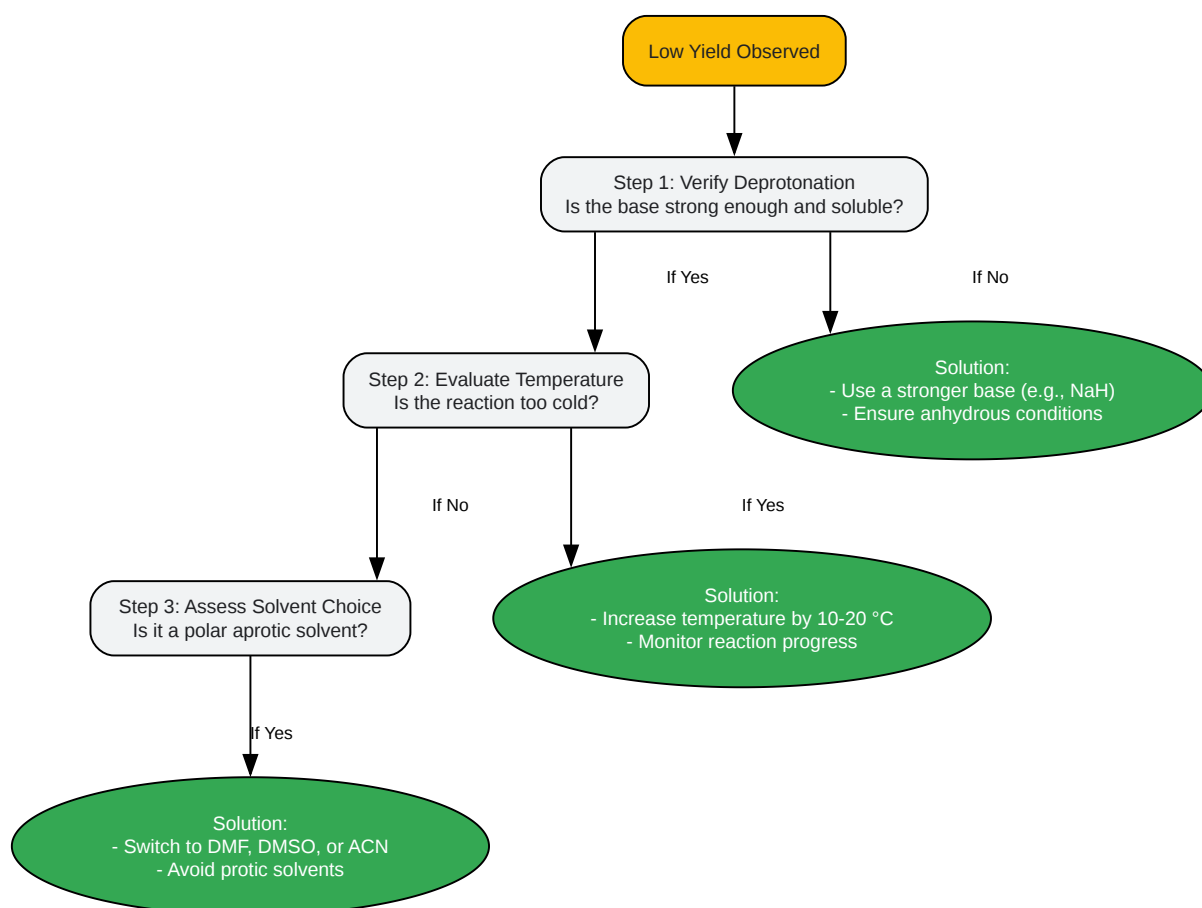 Low Yield Observed
Step 1: Verify Deprotonation
Is the base strong enough and soluble?
If Yes
If No
Solution:
- Use a stronger base (e.g., NaH)
- Ensure anhydrous conditions
Step 2: Evaluate Temperature
Is the reaction too cold?
If No
If Yes
Solution:
- Increase temperature by 10-20 °C
- Monitor reaction progress
Step 3: Assess Solvent Choice
Is it a polar aprotic solvent?
If Yes
Solution:
- Switch to DMF, DMSO, or ACN
- Avoid protic solvents